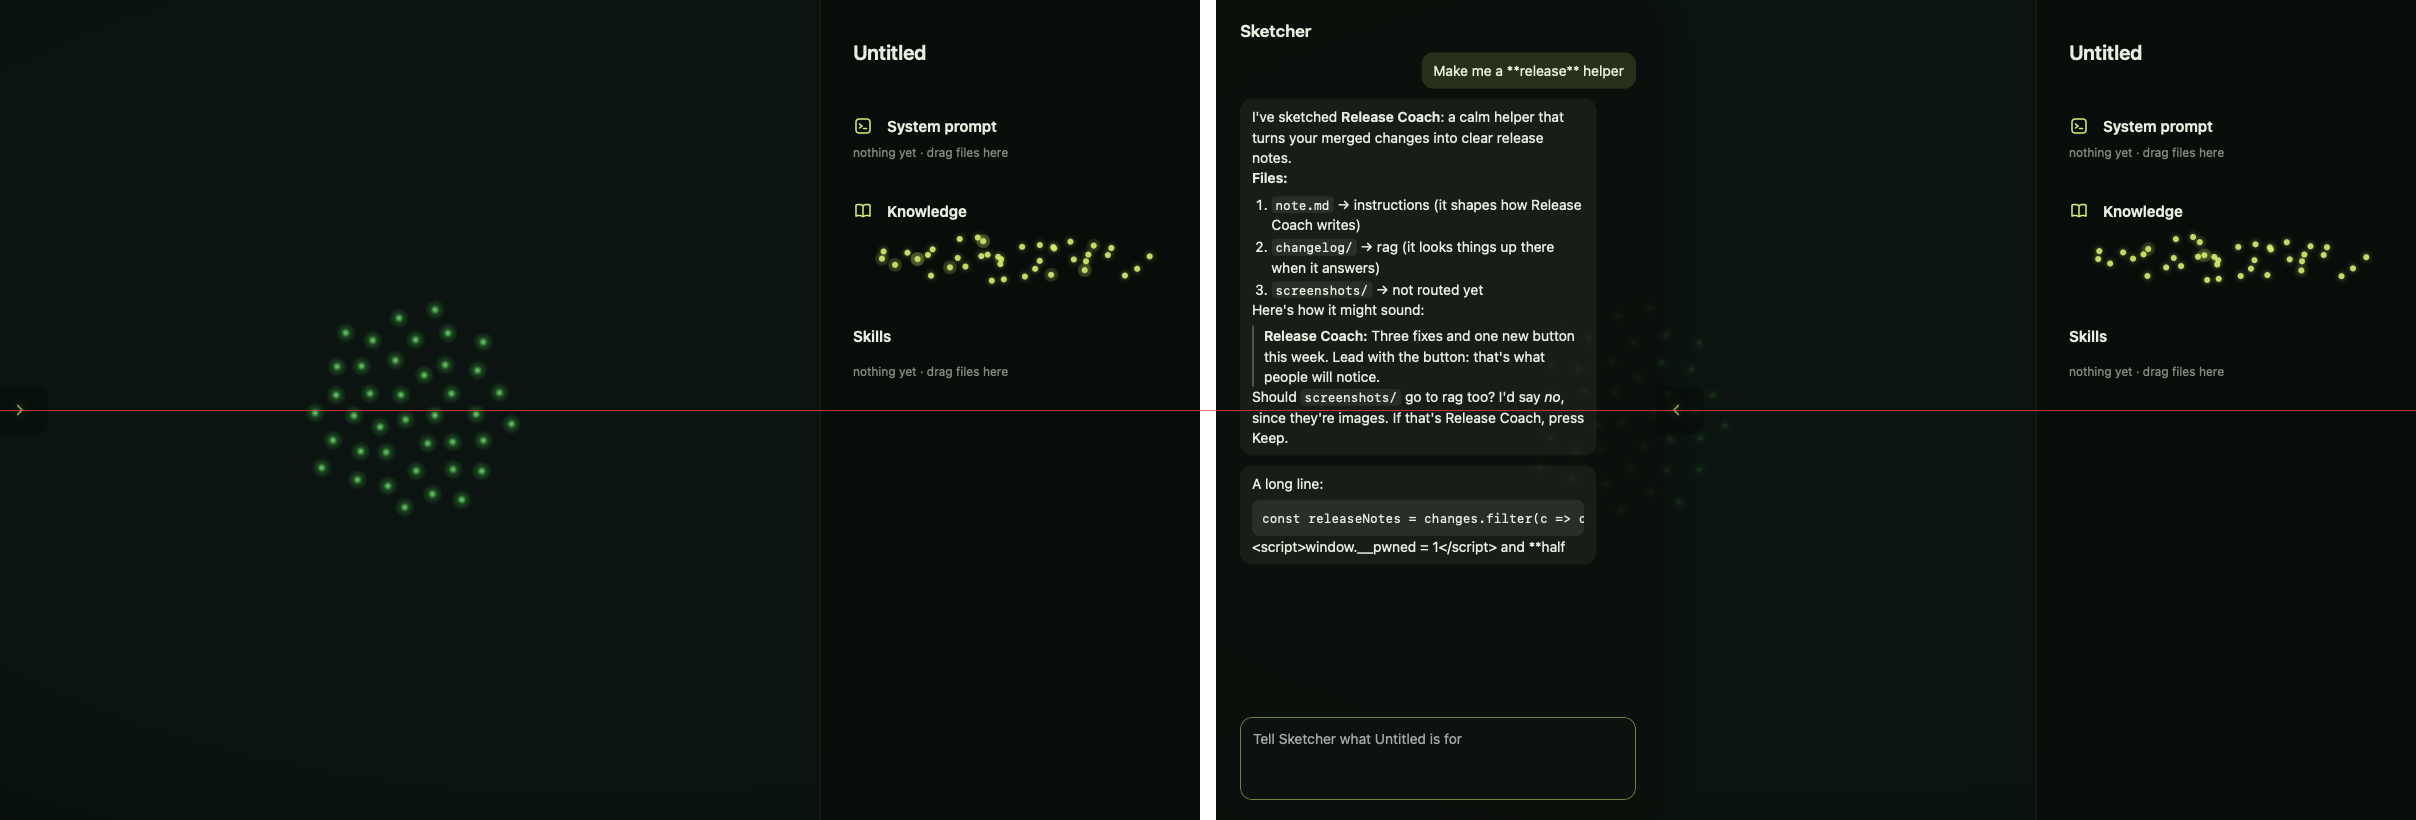 Untitled
System prompt
nothing yet · drag files here
Knowledge
Skills
nothing yet · drag files here
Sketcher
Make me a **release** helper
I've sketched Release Coach: a calm helper that
turns your merged changes into clear release
notes.
Files:
1. note.md → instructions (it shapes how Release
Coach writes)
2. changelog/ → rag (it looks things up there
when it answers)
3. screenshots/ → not routed yet
Here's how it might sound:
Release Coach: Three fixes and one new button
this week. Lead with the button: that's what
people will notice.
Should screenshots/ go to rag too? I'd say no,
since they're images. If that's Release Coach, press
Keep.
A long line:
const releaseNotes = changes.filter(c =>
<script>window.__pwned = 1</script> and **half
Tell Sketcher what Untitled is for
Untitled
System prompt
nothing yet · drag files here
Knowledge
Skills
nothing yet · drag files here